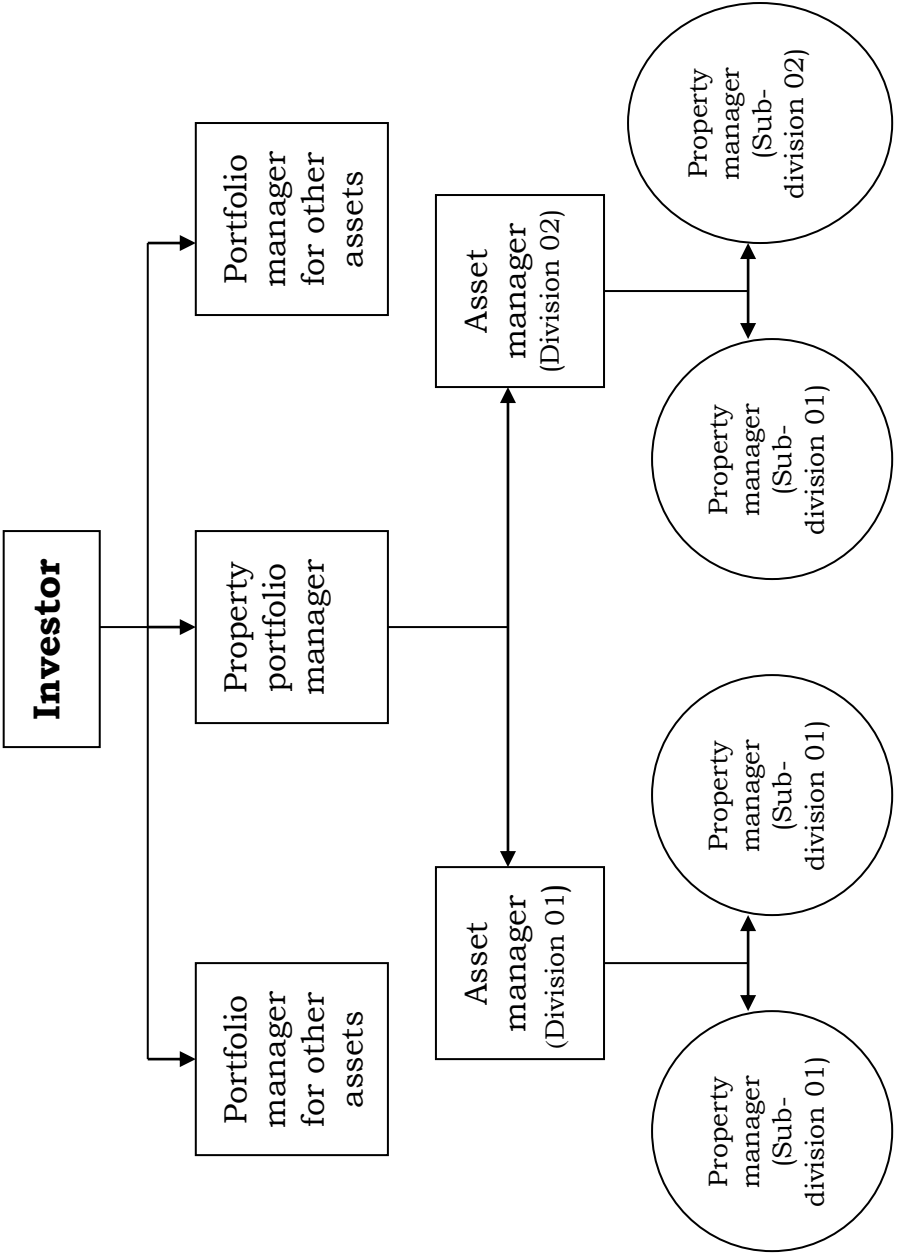 Investor
Portfolio
manager
for other
assets
Property
portfolio
manager
Portfolio
manager
for other
assets
Asset
manager
(Division 01)
Asset
manager
(Division 02)
Property
manager
(Sub-
division 01)
Property
manager
(Sub-
division 01)
Property
manager
(Sub-
division 01)
Property
manager
(Sub-
division 02)